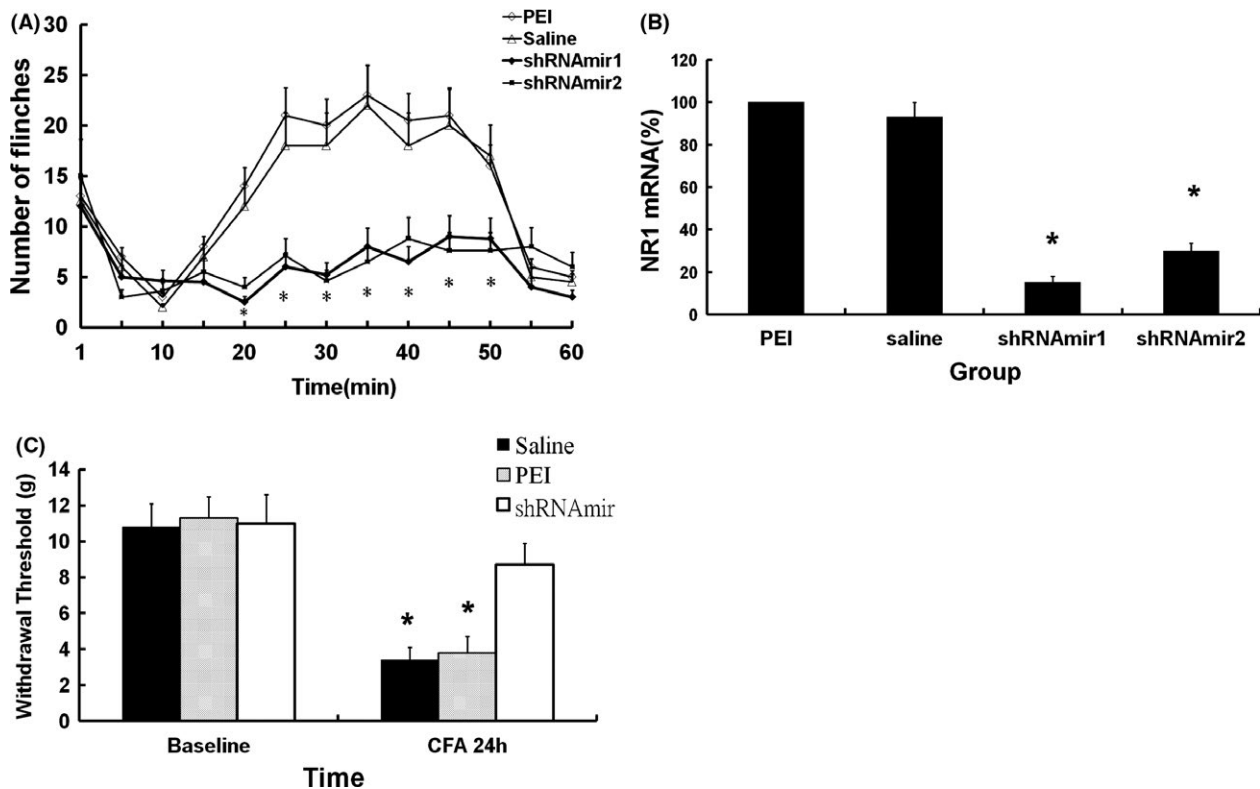 (A)
Number of flinches
30
25
20
15
10
5
0
1 10 20 30 40 50 60
Time(min)
PEI
Saline
shRNAmir1
shRNAmir2
* * * * * * *
(B)
NR1 mRNA(%)
120
100
80
60
40
20
0
* *
PEI saline shRNAmir1 shRNAmir2
Group
(C)
Withdrawal Threshold (g)
14
12
10
8
6
4
2
0
Saline
PEI
shRNAmir
* *
Baseline CFA 24h
Time